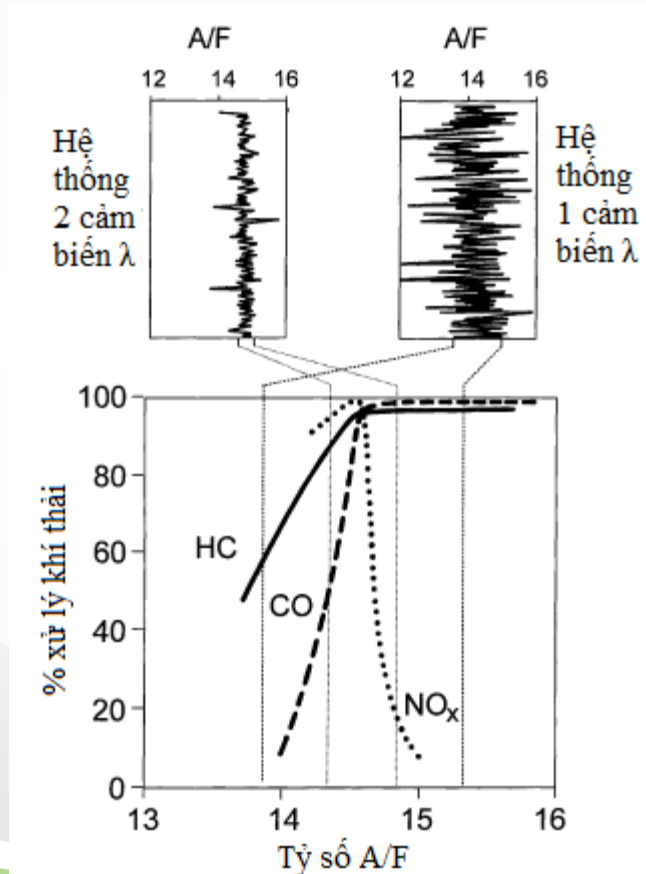 A/F
A/F
12 14 16
12 14 16
Hệ
thống
2 cảm
biến λ
Hệ
thống
1 cảm
biến λ
100
80
60
40
20
0
% xử lý khí thải
HC
CO
NOx
13 14 15 16
Tỷ số A/F